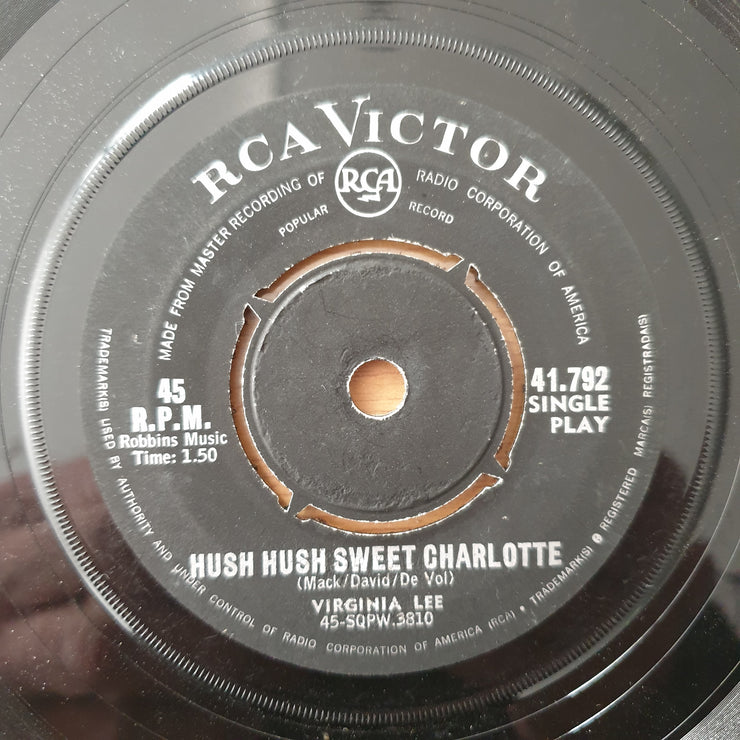 RCA VICTOR
RCA
MADE FROM MASTER RECORDING OF RADIO CORPORATION OF AMERICA
POPULAR RECORD
45
R.P.M.
Robbins Music
Time: 1.50
41.792
SINGLE
PLAY
HUSH HUSH SWEET CHARLOTTE
(Mack/David/De Vol)
VIRGINIA LEE
45-SQPW.3810
TRADEMARK(S) USED BY AUTHORITY AND UNDER CONTROL OF RADIO CORPORATION OF AMERICA (RCA) • TRADEMARK(S) ® REGISTERED MARCA(S) REGISTRADA(S)